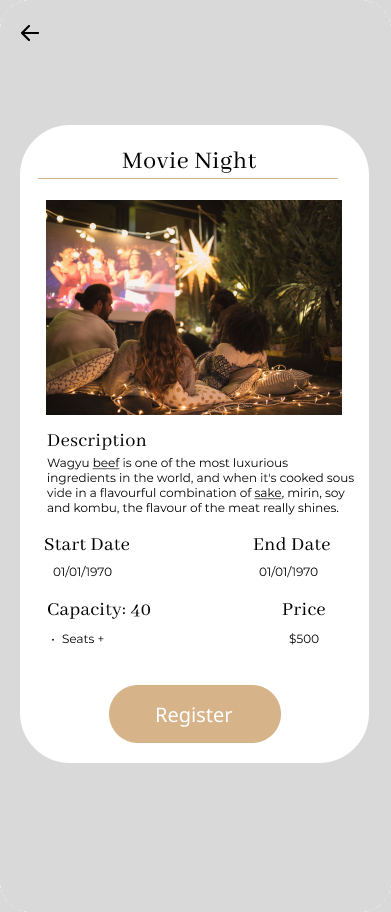 Movie Night
Description
Wagyu beef is one of the most luxurious
ingredients in the world, and when it's cooked sous
vide in a flavourful combination of sake, mirin, soy
and kombu, the flavour of the meat really shines.
Start Date
End Date
01/01/1970
01/01/1970
Capacity: 40
Price
• Seats +
$500
Register